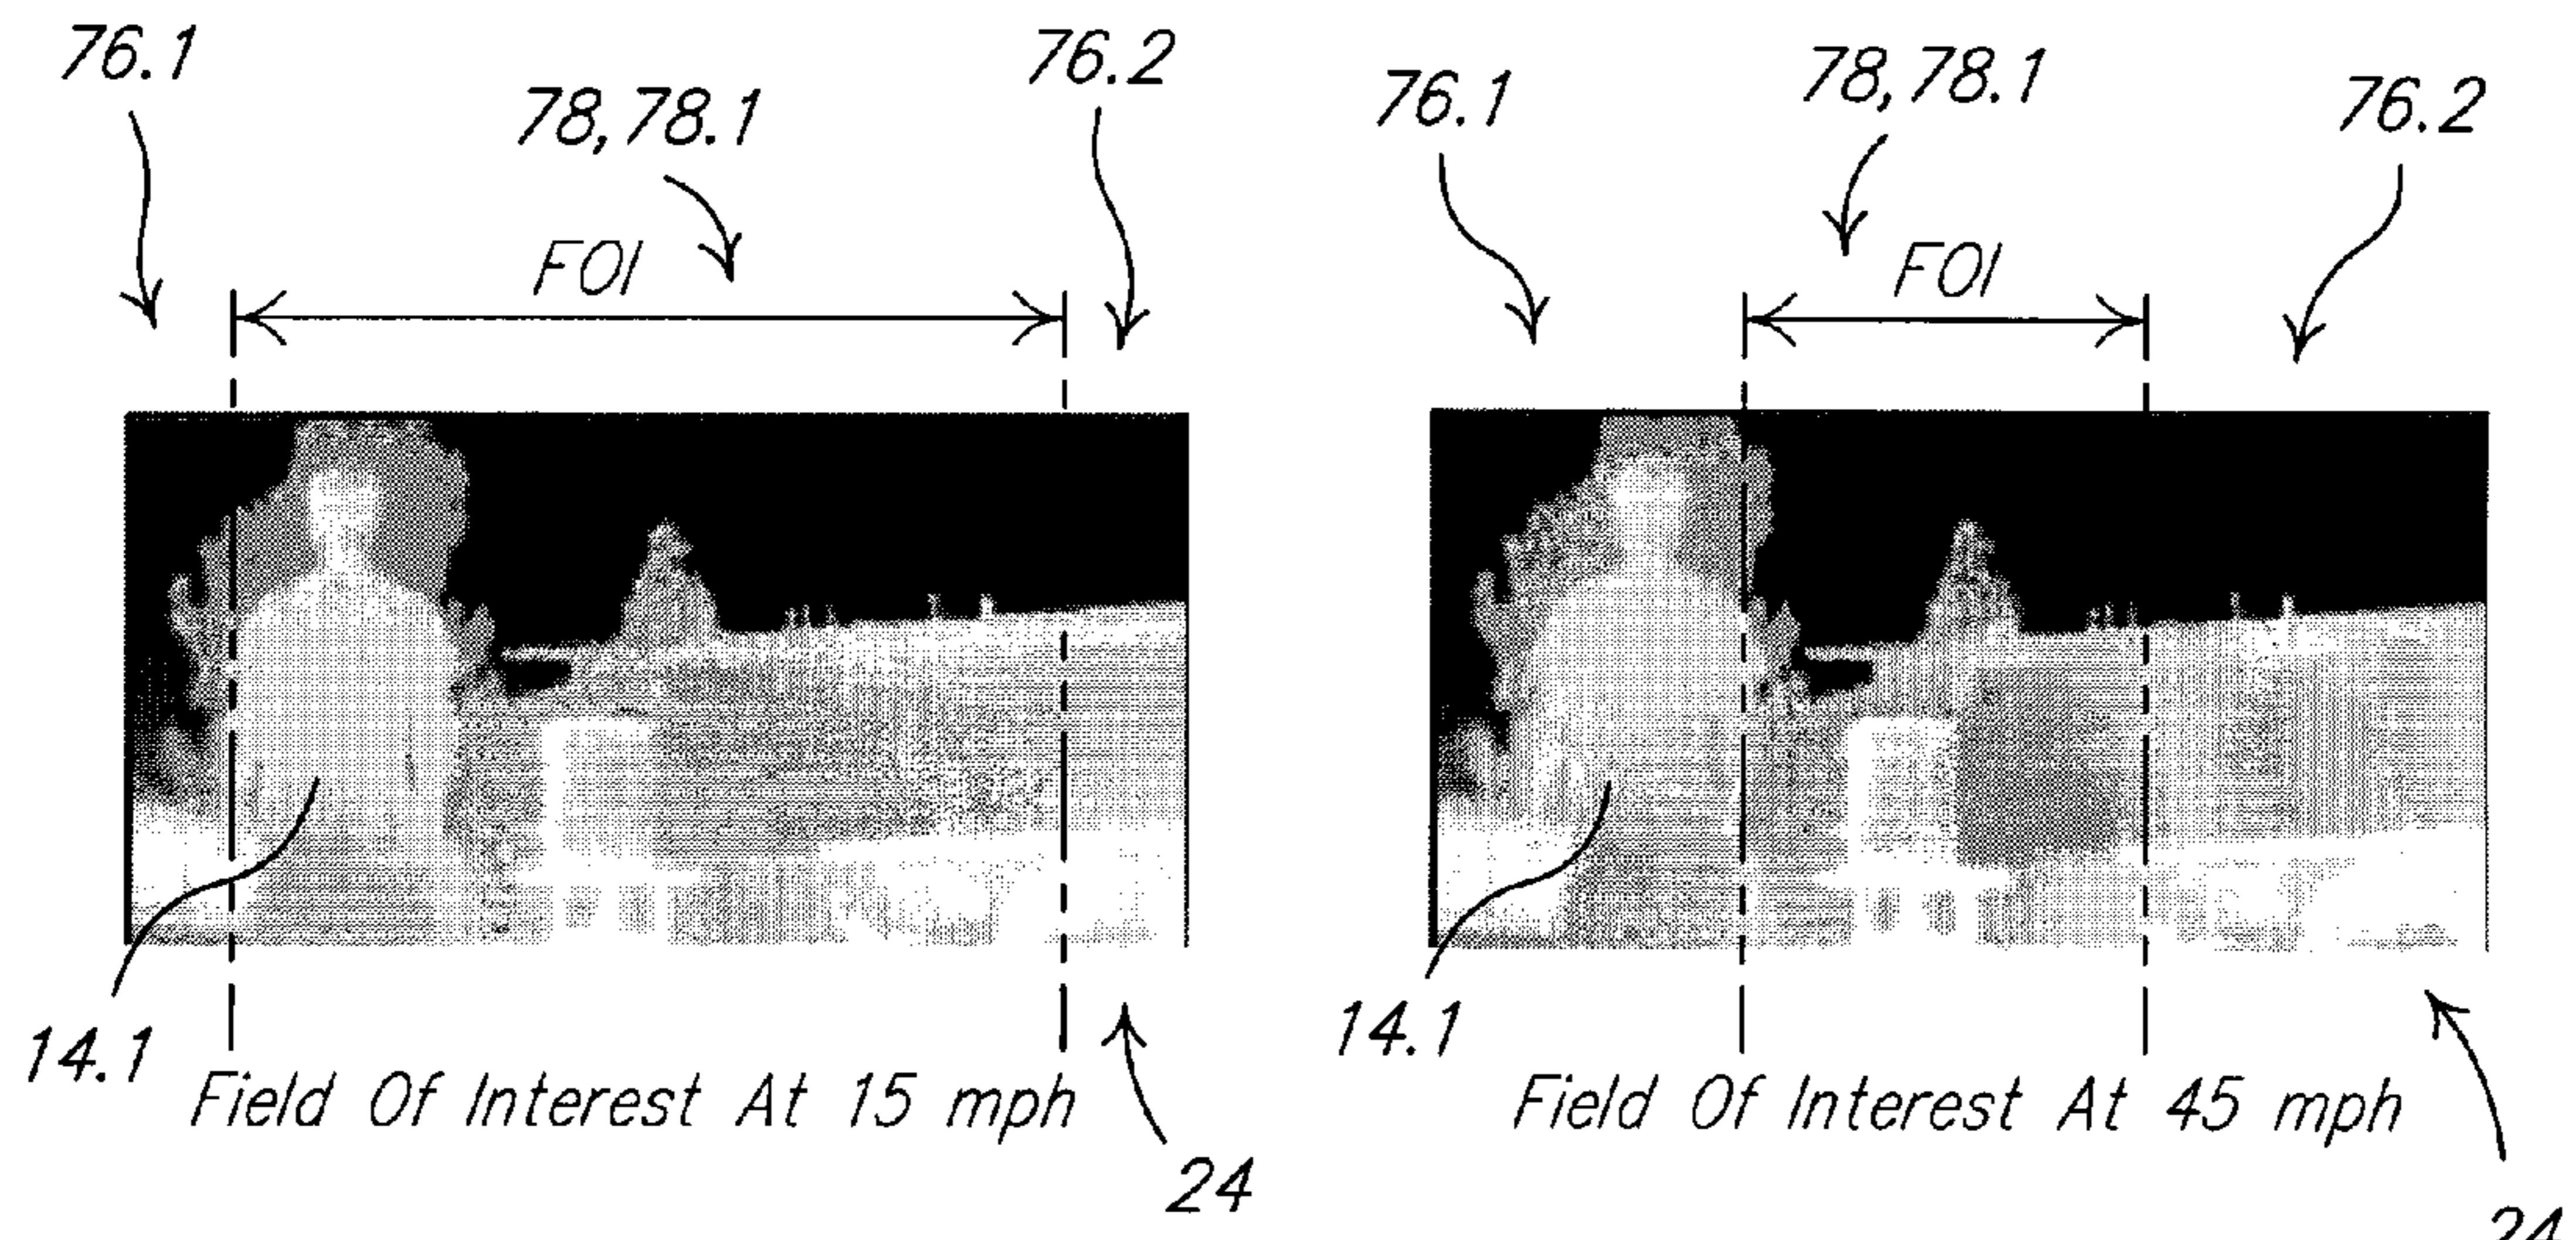 76.1
78,78.1
76.2
FOI
14.1
Field Of Interest At 15 mph
24
76.1
78,78.1
76.2
FOI
14.1
Field Of Interest At 45 mph
24